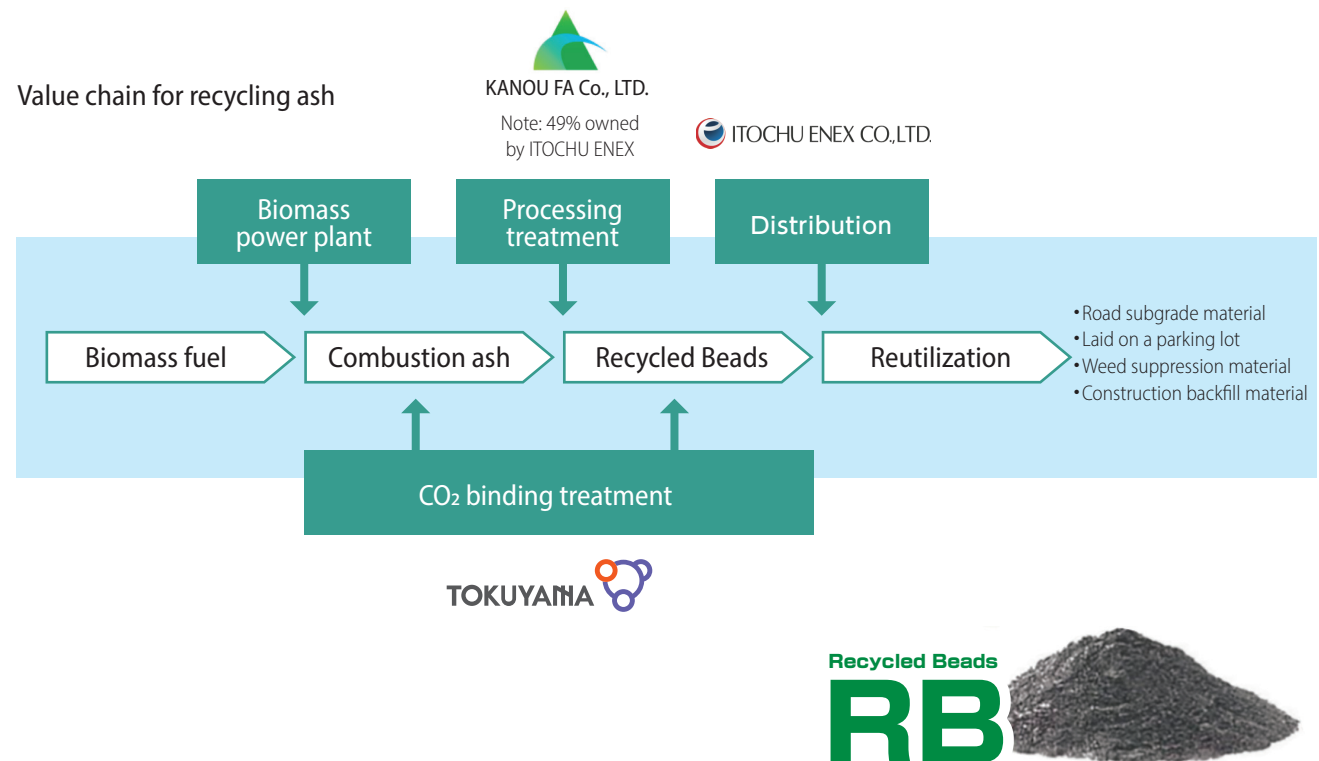 Value chain for recycling ash
KANOU FA Co., LTD.
Note: 49% owned
by ITOCHU ENEX
ITOCHU ENEX CO.,LTD.
Biomass
power plant
Processing
treatment
Distribution
Biomass fuel
Combustion ash
Recycled Beads
Reutilization
•Road subgrade material
•Laid on a parking lot
•Weed suppression material
•Construction backfill material
CO₂ binding treatment
TOKUYAMA
Recycled Beads
RB